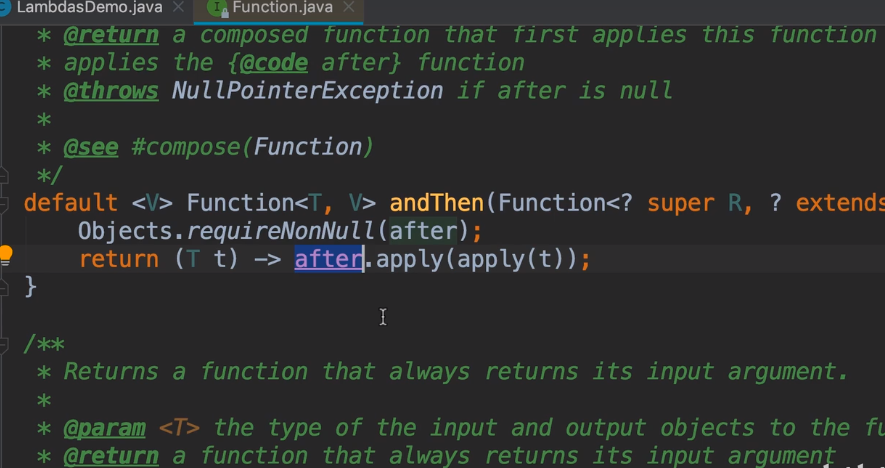 LambdasDemo.java Function.java
* @return a composed function that first applies this function
* applies the {@code after} function
* @throws NullPointerException if after is null
*
* @see #compose(Function)
*/
default <V> Function<T, V> andThen(Function<? super R, ? extends
Objects.requireNonNull(after);
return (T t) -> after.apply(apply(t));
}
/**
* Returns a function that always returns its input argument.
*
* @param <T> the type of the input and output objects to the fu
* @return a function that always returns its input argument